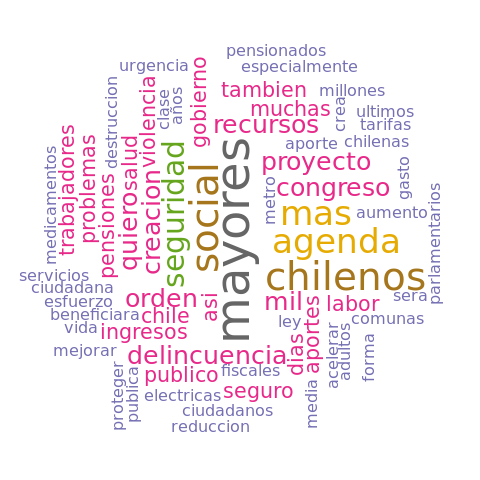 pensionados
urgencia
especialmente
gobierno
tambien
millones
clase
años
violencia
destruccion
muchas
crea
ultimos
recursos
tarifas
trabajadores
problemas
salud
quiero
seguridad
social
mayores
aporte
chilenas
medicamentos
pensiones
creacion
proyecto
gasto
metro
congreso
parlamentarios
mas
aumento
agenda
servicios
chilenos
ciudadana
esfuerzo
orden
asi
mil
labor
sera
beneficiara
chile
aportes
ley
comunas
vida
ingresos
dias
acelerar
adultos
forma
mejorar
delincuencia
proteger
publica
publico
fiscales
media
electricas
seguro
ciudadanos
reduccion